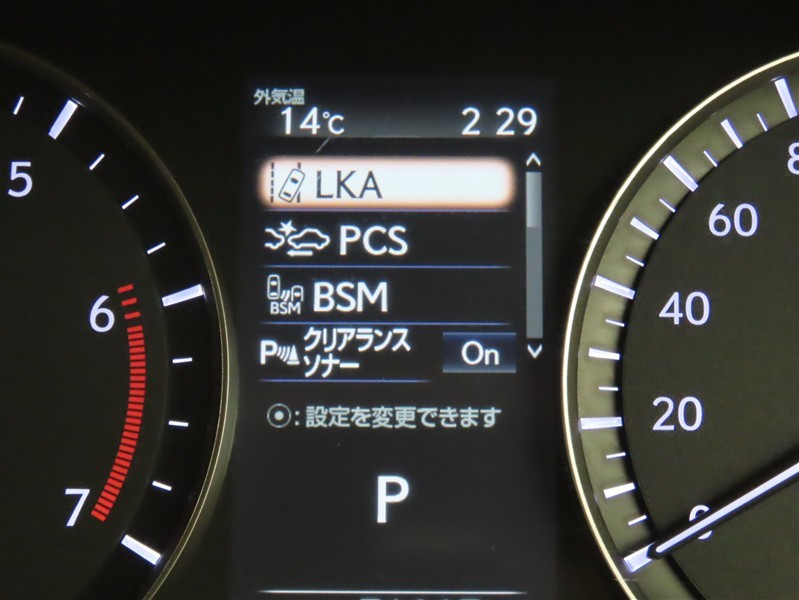 外気温
14℃
2 29
LKA
PCS
BSM
BSM
P クリアランス
ソナー
On
◉:設定を変更できます
P
5
6
7
60
40
20
0